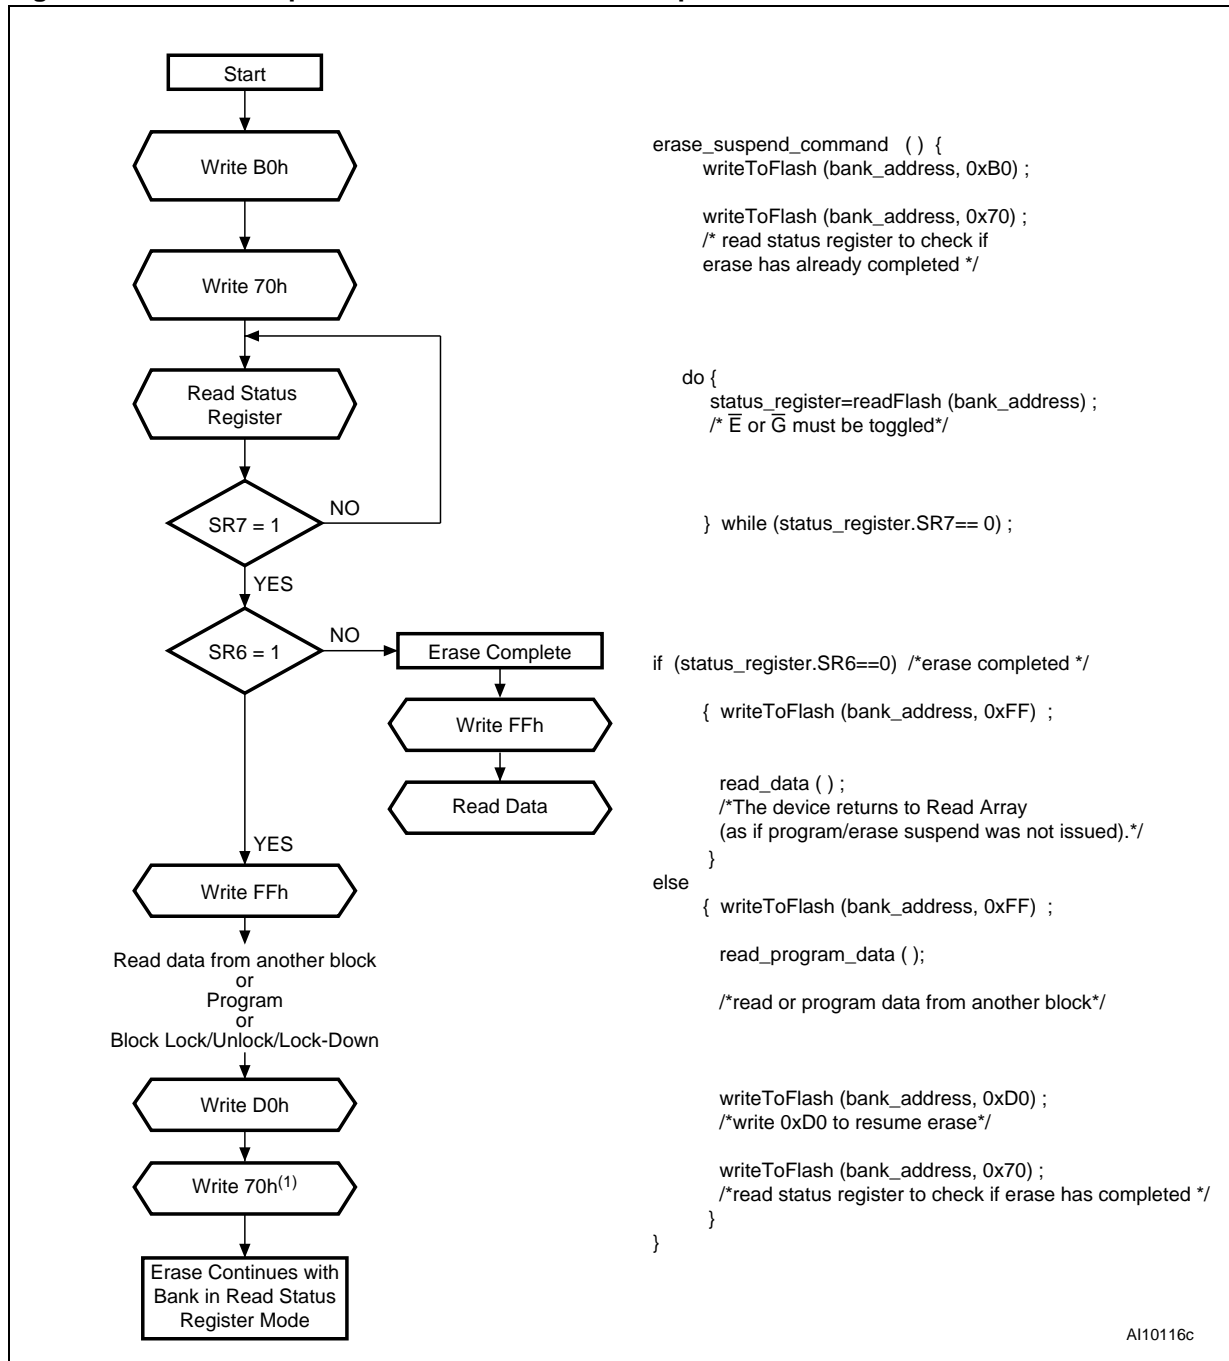 Start
Write B0h
Write 70h
Read Status
Register
SR7 = 1
NO
YES
SR6 = 1
NO
Erase Complete
Write FFh
Read Data
YES
Write FFh
Read data from another block
or
Program
or
Block Lock/Unlock/Lock-Down
Write D0h
Write 70h(1)
Erase Continues with
Bank in Read Status
Register Mode
erase_suspend_command ( ) {
writeToFlash (bank_address, 0xB0) ;
writeToFlash (bank_address, 0x70) ;
/* read status register to check if
erase has already completed */
do {
status_register=readFlash (bank_address) ;
/* E̅ or G̅ must be toggled*/
} while (status_register.SR7== 0) ;
if (status_register.SR6==0) /*erase completed */
{ writeToFlash (bank_address, 0xFF) ;
read_data ( ) ;
/*The device returns to Read Array
(as if program/erase suspend was not issued).*/
}
else
{ writeToFlash (bank_address, 0xFF) ;
read_program_data ( );
/*read or program data from another block*/
writeToFlash (bank_address, 0xD0) ;
/*write 0xD0 to resume erase*/
writeToFlash (bank_address, 0x70) ;
/*read status register to check if erase has completed */
}
}
AI10116c